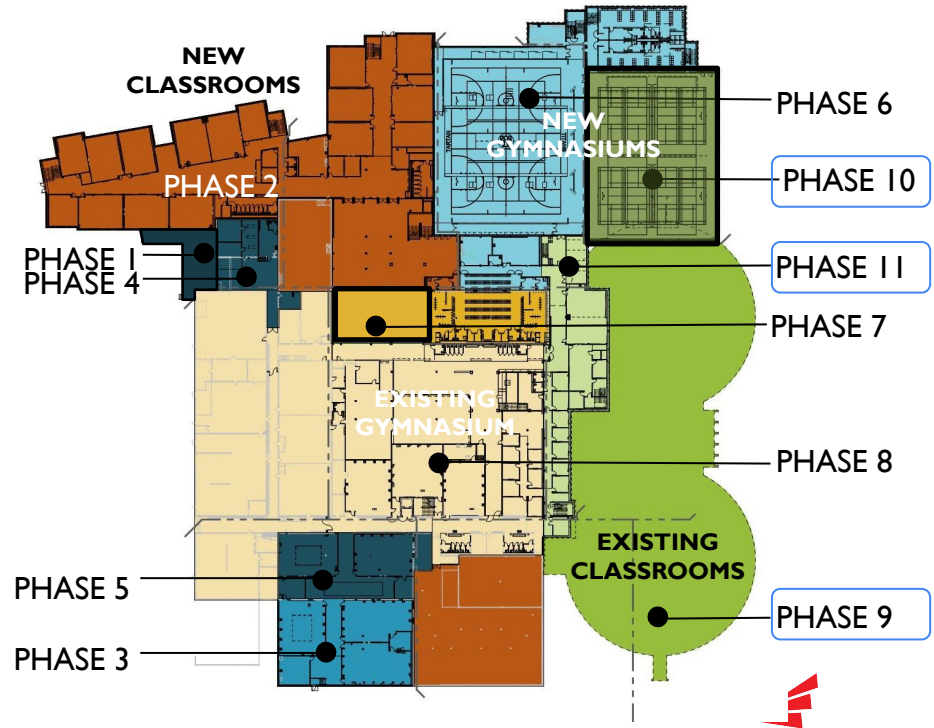 NEW
CLASSROOMS
PHASE 6
NEW
GYMNASIUMS
PHASE 2
PHASE 10
PHASE 1
PHASE 11
PHASE 4
PHASE 7
EXISTING
GYMNASIUM
PHASE 8
EXISTING
CLASSROOMS
PHASE 5
PHASE 9
PHASE 3
TARTAN